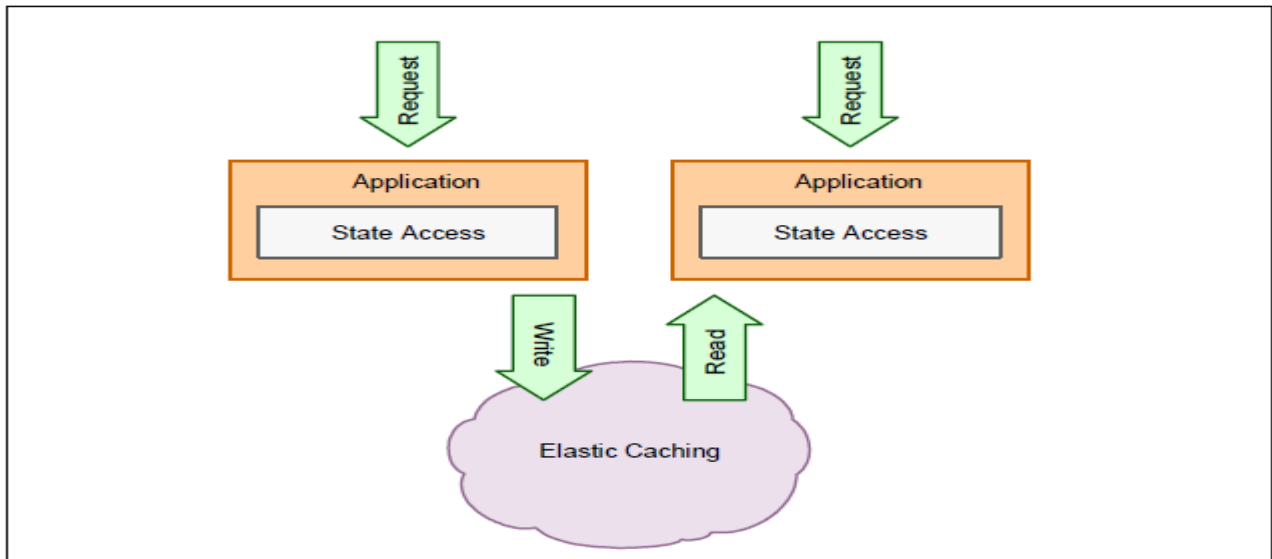 Request
Request
Application
Application
State Access
State Access
Write
Read
Elastic Caching